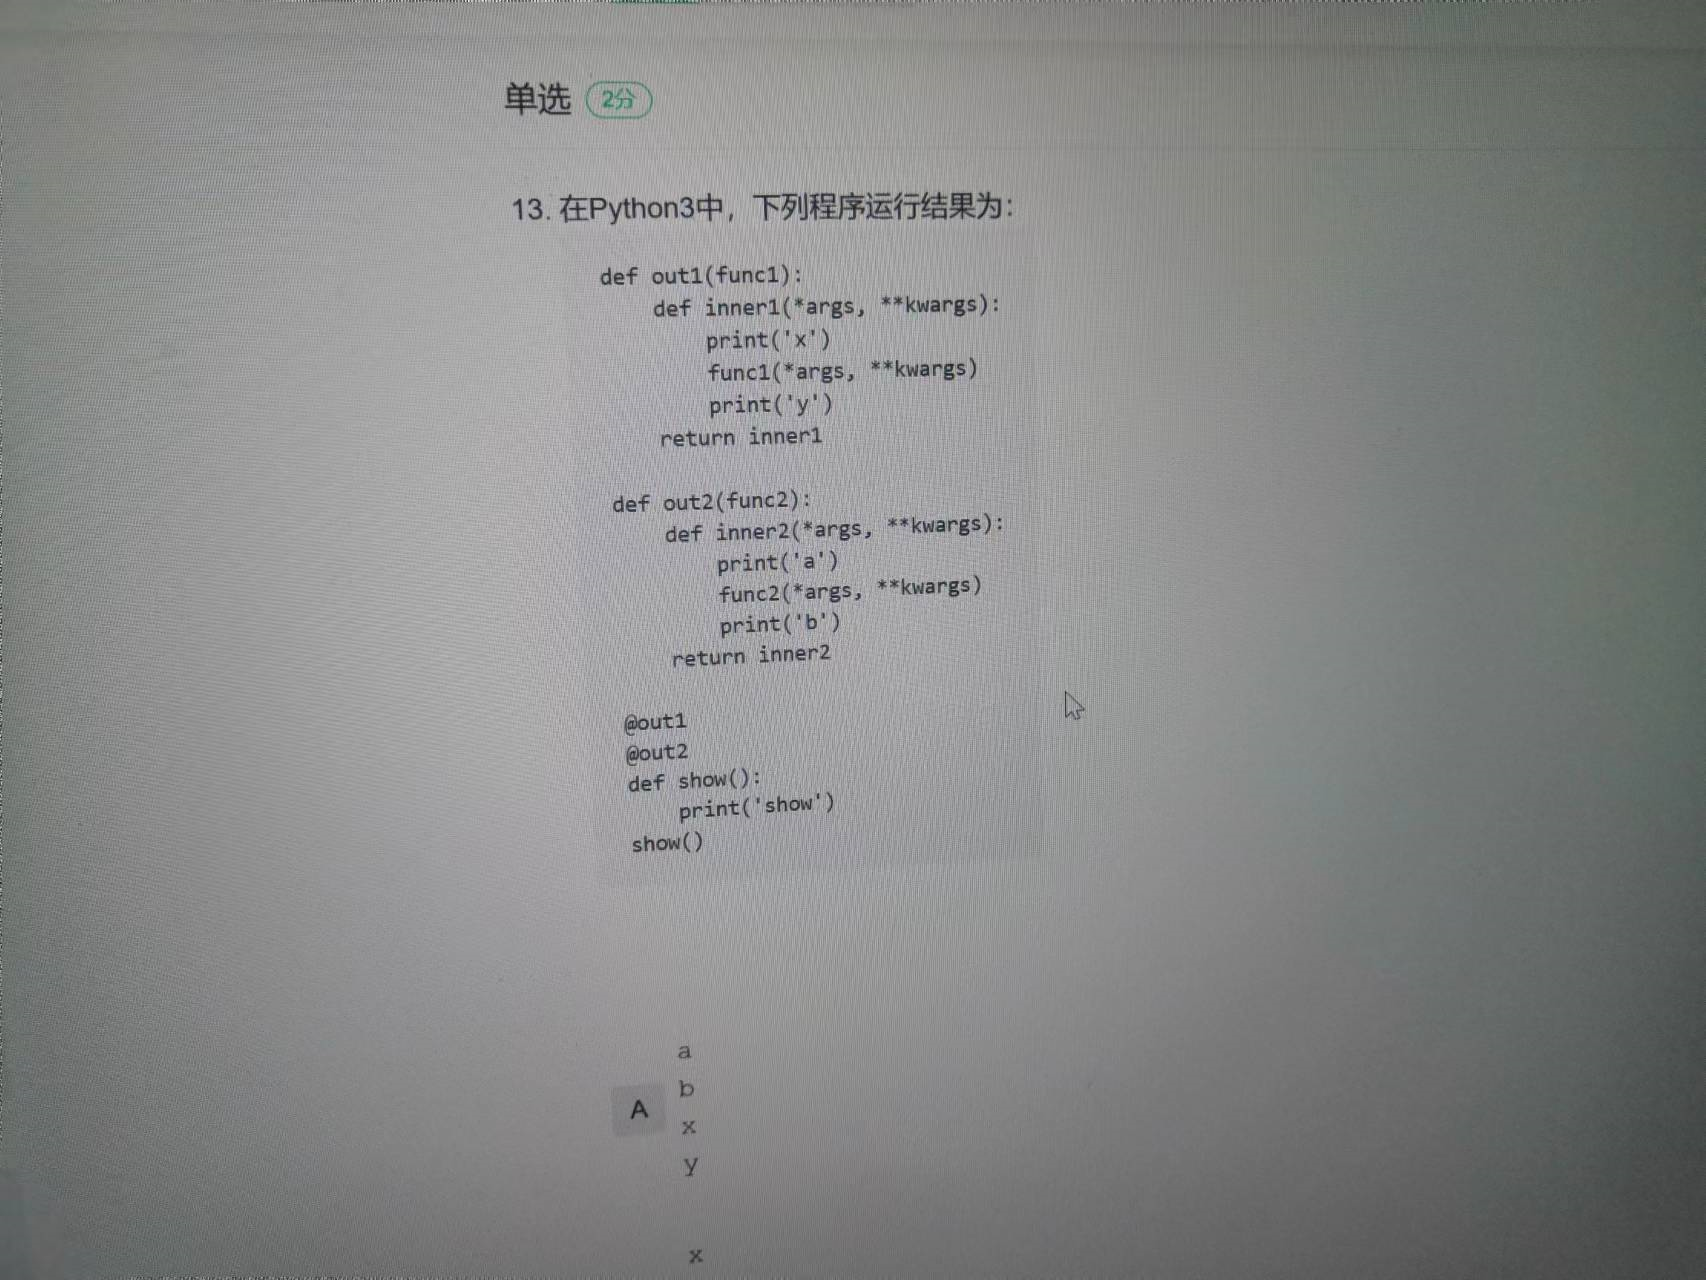 单选 2分
13. 在Python3中，下列程序运行结果为：
def out1(func1):
    def inner1(*args, **kwargs):
        print('x')
        func1(*args, **kwargs)
        print('y')
    return inner1
def out2(func2):
    def inner2(*args, **kwargs):
        print('a')
        func2(*args, **kwargs)
        print('b')
    return inner2
@out1
@out2
def show():
    print('show')
show()
a
b
A
x
y
x